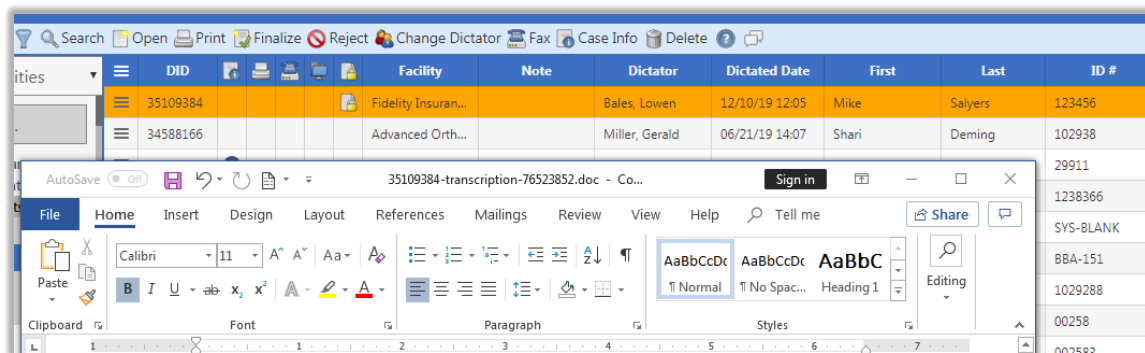 Search Open Print Finalize Reject Change Dictator Fax Case Info Delete
ities DID Facility Note Dictator Dictated Date First Last ID #
35109384 Fidelity Insuran... Bales, Lowen 12/10/19 12:05 Mike Salyers 123456
34588166 Advanced Orth... Miller, Gerald 06/21/19 14:07 Shari Deming 102938
29911
AutoSave Off 35109384-transcription-76523852.doc - Co... Sign in
1238366
File Home Insert Design Layout References Mailings Review View Help Tell me Share
SYS-BLANK
Calibri 11 Aa AaBbCcDc AaBbCcDc AaBbC
BBA-151
Paste B I U ab x₂ x² A A ¶ Normal ¶ No Spac... Heading 1 Editing
1029288
Clipboard Font Paragraph Styles
00258
1 1 2 3 4 5 6 7
002583